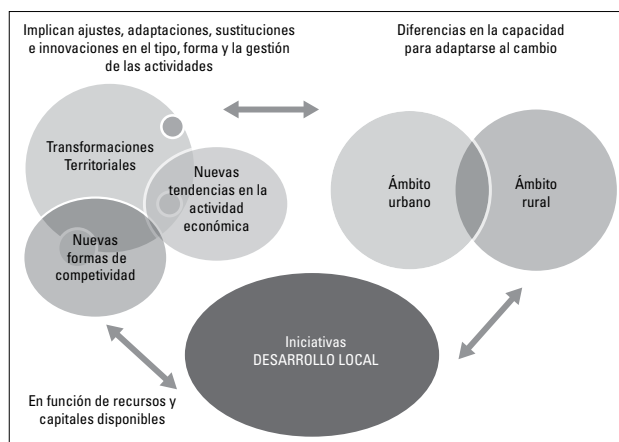 Implican ajustes, adaptaciones, sustituciones
e innovaciones en el tipo, forma y la gestión
de las actividades
Diferencias en la capacidad
para adaptarse al cambio
Transformaciones
Territoriales
Nuevas
tendencias en la
actividad
económica
Nuevas
formas de
competividad
Ámbito
urbano
Ámbito
rural
Iniciativas
DESARROLLO LOCAL
En función de recursos y
capitales disponibles